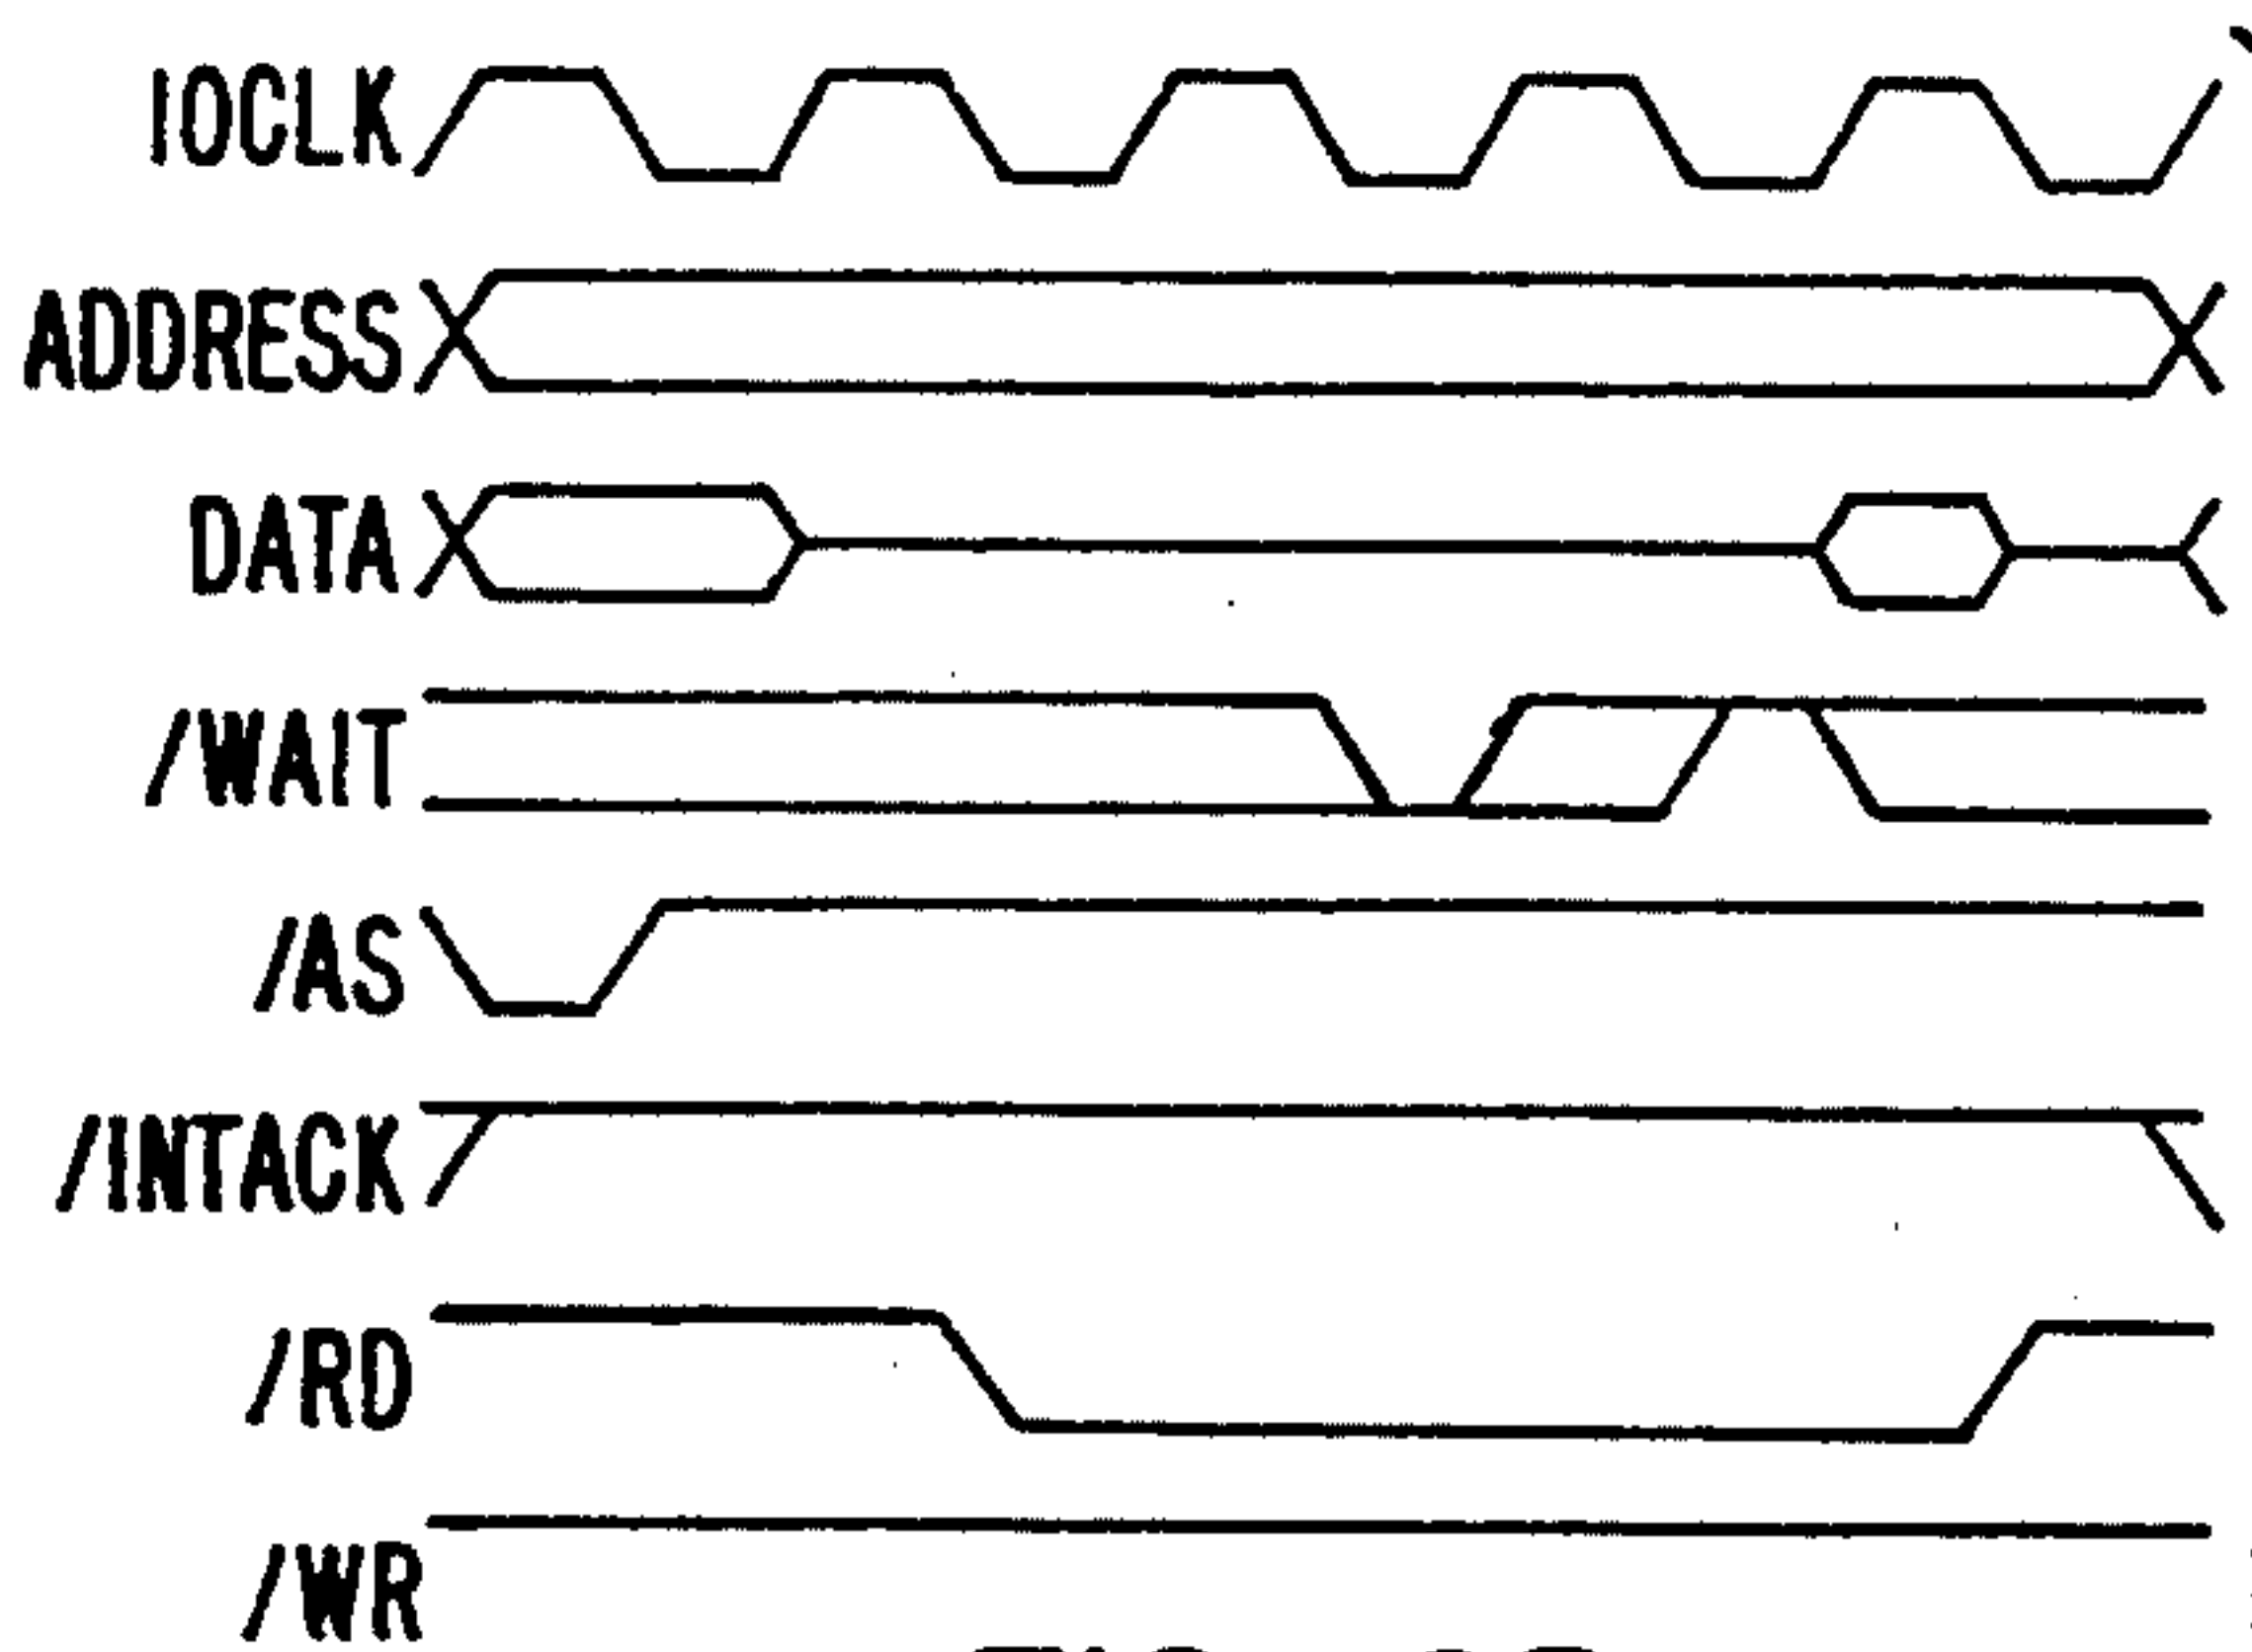 IOCLK
ADDRESS
DATA
/WAIT
/AS
/INTACK
/RD
/WR